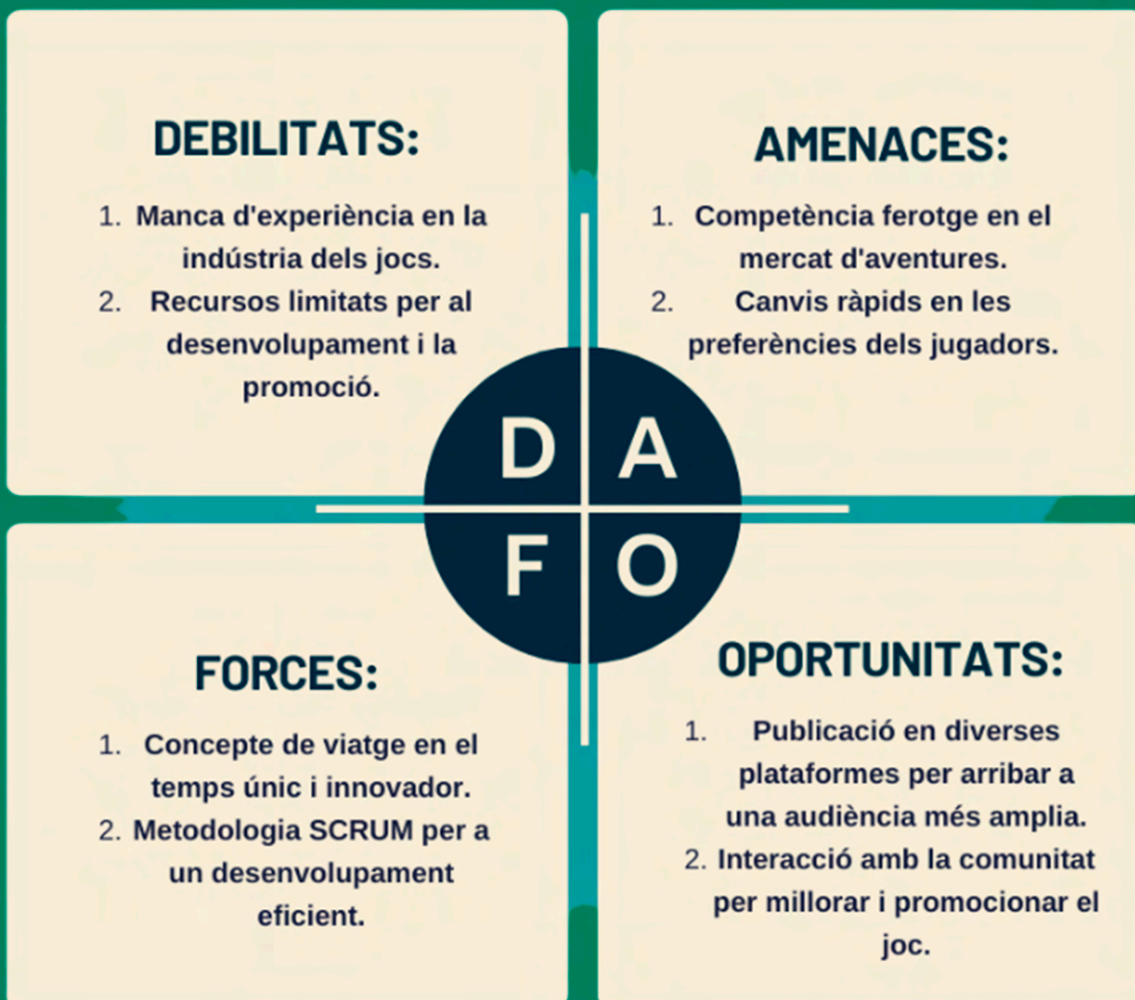 DEBILITATS:
1. Manca d'experiència en la
indústria dels jocs.
2. Recursos limitats per al
desenvolupament i la
promoció.
AMENACES:
1. Competència ferotge en el
mercat d'aventures.
2. Canvis ràpids en les
preferències dels jugadors.
D A
F O
FORCES:
1. Concepte de viatge en el
temps únic i innovador.
2. Metodologia SCRUM per a
un desenvolupament
eficient.
OPORTUNITATS:
1. Publicació en diverses
plataformes per arribar a
una audiència més amplia.
2. Interacció amb la comunitat
per millorar i promocionar el
joc.